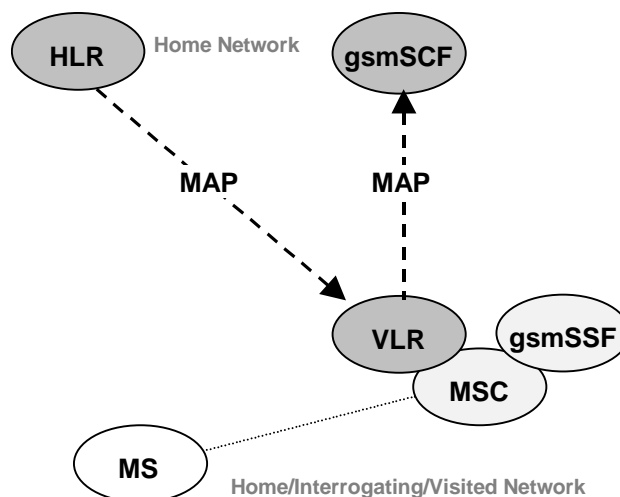 HLR
Home Network
gsmSCF
MAP
MAP
VLR
gsmSSF
MSC
MS
Home/Interrogating/Visited Network